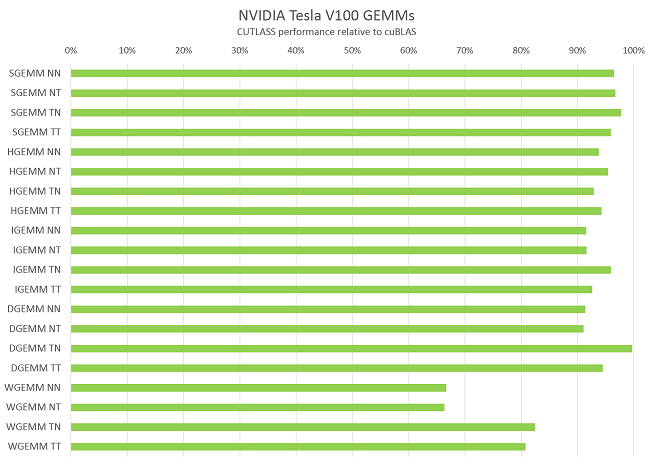 NVIDIA Tesla V100 GEMMs
CUTLASS performance relative to cuBLAS
0% 10% 20% 30% 40% 50% 60% 70% 80% 90% 100%
SGEMM NN
SGEMM NT
SGEMM TN
SGEMM TT
HGEMM NN
HGEMM NT
HGEMM TN
HGEMM TT
IGEMM NN
IGEMM NT
IGEMM TN
IGEMM TT
DGEMM NN
DGEMM NT
DGEMM TN
DGEMM TT
WGEMM NN
WGEMM NT
WGEMM TN
WGEMM TT